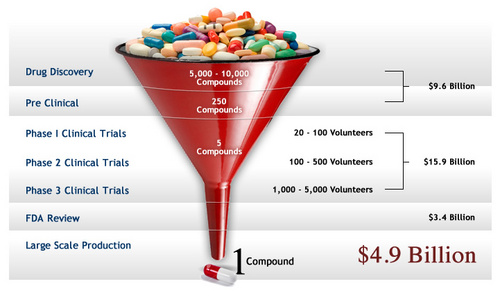 Drug Discovery
5,000 - 10,000
Compounds
$9.6 Billion
Pre Clinical
250
Compounds
Phase I Clinical Trials
20 - 100 Volunteers
5
Compounds
Phase 2 Clinical Trials
100 - 500 Volunteers
$15.9 Billion
Phase 3 Clinical Trials
1,000 - 5,000 Volunteers
FDA Review
$3.4 Billion
Large Scale Production
1 Compound
$4.9 Billion